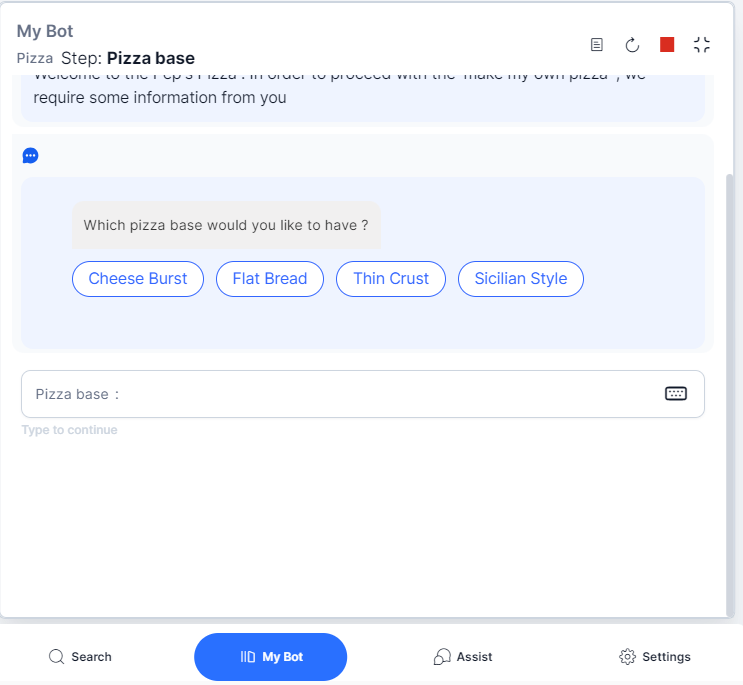 My Bot
Pizza Step: Pizza base
Welcome to the Pep's Pizza . In order to proceed with the 'make my own pizza' , we
require some information from you
Which pizza base would you like to have ?
Cheese Burst Flat Bread Thin Crust Sicilian Style
Pizza base :
Type to continue
Search My Bot Assist Settings